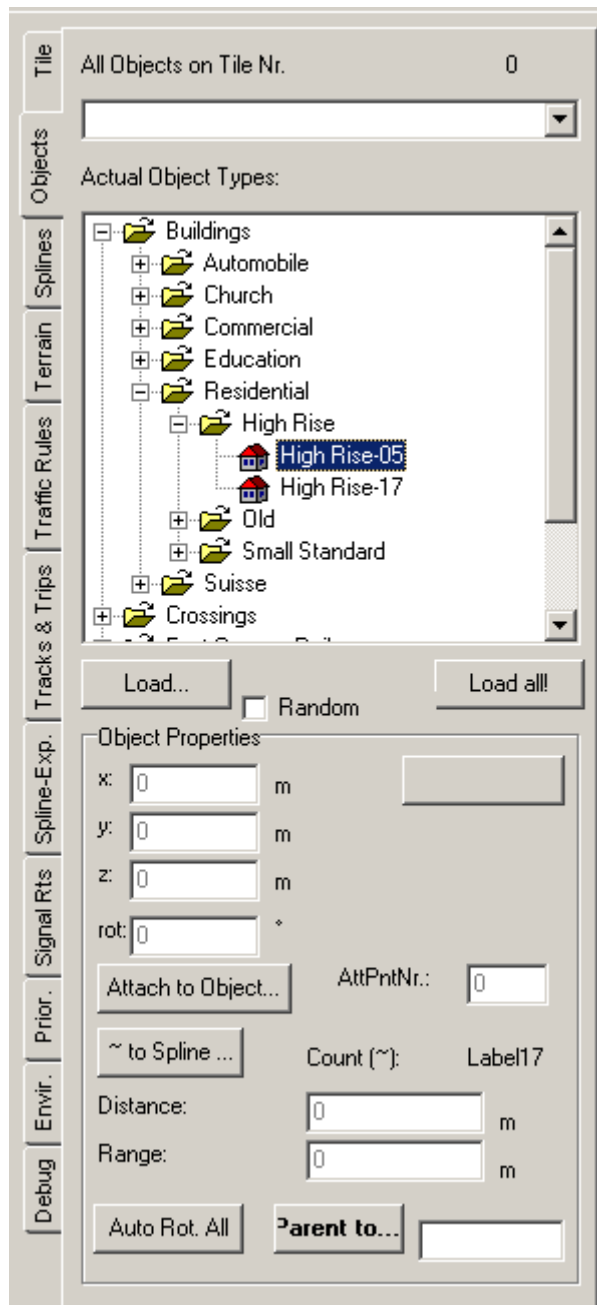 Tile
Objects
Splines
Terrain
Traffic Rules
Tracks & Trips
Spline-Exp.
Signal Rts
Prior.
Envir.
Debug
All Objects on Tile Nr. 0
Actual Object Types:
Buildings
Automobile
Church
Commercial
Education
Residential
High Rise
High Rise-05
High Rise-17
Old
Small Standard
Suisse
Crossings
Load...
Random
Load all!
Object Properties
x: 0 m
y: 0 m
z: 0 m
rot: 0 °
Attach to Object... AttPntNr.: 0
~ to Spline ... Count (~): Label17
Distance: 0 m
Range: 0 m
Auto Rot. All Parent to...